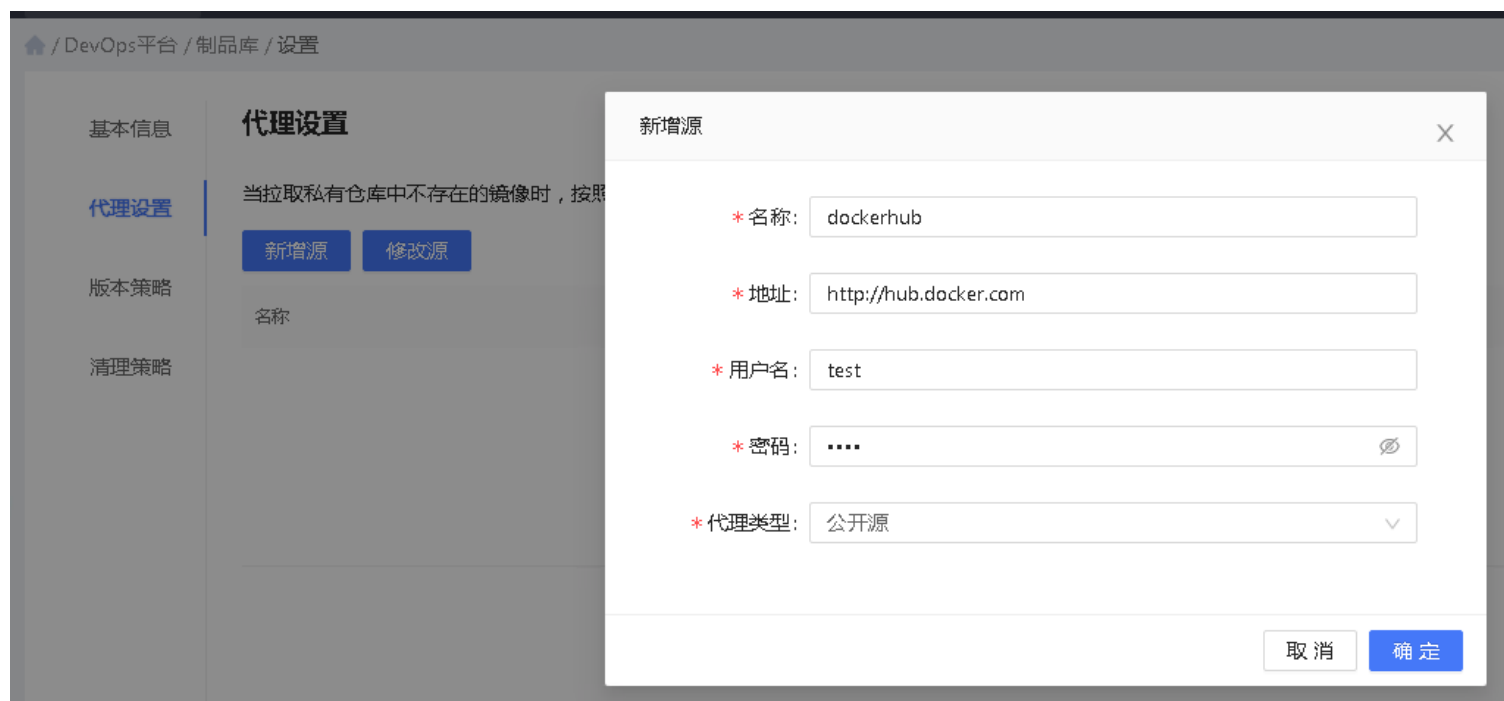 / DevOps平台 / 制品库 / 设置
基本信息
代理设置
版本策略
清理策略
代理设置
当拉取私有仓库中不存在的镜像时，按照
新增源
修改源
名称
新增源
* 名称: dockerhub
* 地址: http://hub.docker.com
* 用户名: test
* 密码: ••••
* 代理类型: 公开源
取 消
确 定